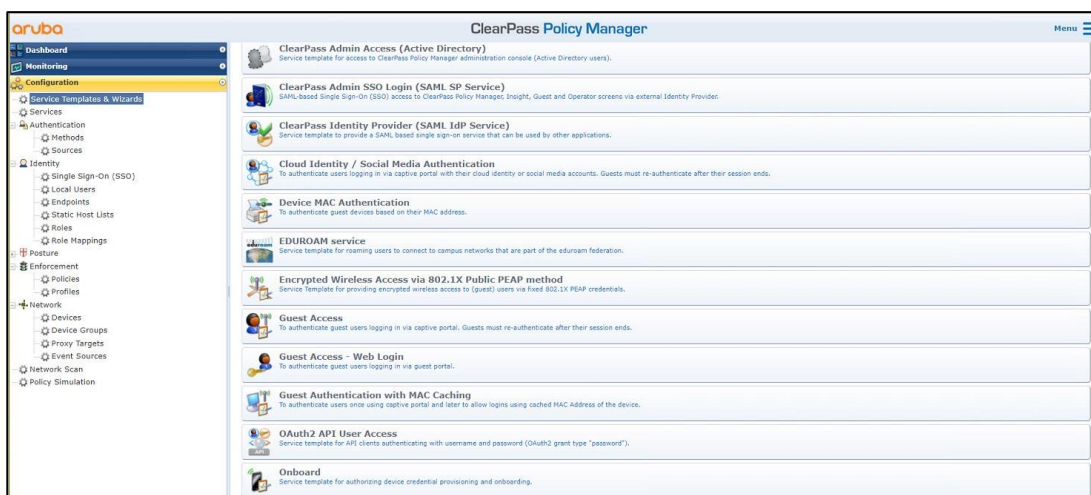 aruba
ClearPass Policy Manager
Menu
Dashboard
Monitoring
Configuration
Service Templates & Wizards
Services
Authentication
Methods
Sources
Identity
Single Sign-On (SSO)
Local Users
Endpoints
Static Host Lists
Roles
Role Mappings
Posture
Enforcement
Policies
Profiles
Network
Devices
Device Groups
Proxy Targets
Event Sources
Network Scan
Policy Simulation
ClearPass Admin Access (Active Directory)
Service template for access to ClearPass Policy Manager administration console (Active Directory users).
ClearPass Admin SSO Login (SAML SP Service)
SAML-based Single Sign-On (SSO) access to ClearPass Policy Manager, Insight, Guest and Operator screens via external Identity Provider.
ClearPass Identity Provider (SAML IdP Service)
Service template to provide a SAML based single sign-on service that can be used by other applications.
Cloud Identity / Social Media Authentication
To authenticate users logging in via captive portal with their cloud identity or social media accounts. Guests must re-authenticate after their session ends.
Device MAC Authentication
To authenticate guest devices based on their MAC address.
eduroam
EDUROAM service
Service template for roaming users to connect to campus networks that are part of the eduroam federation.
Encrypted Wireless Access via 802.1X Public PEAP method
Service Template for providing encrypted wireless access to (guest) users via fixed 802.1X PEAP credentials.
Guest Access
To authenticate guest users logging in via captive portal. Guests must re-authenticate after their session ends.
Guest Access - Web Login
To authenticate guest users logging in via guest portal.
Guest Authentication with MAC Caching
To authenticate users once using captive portal and later to allow logins using cached MAC Address of the device.
API
OAuth2 API User Access
Service template for API clients authenticating with username and password (OAuth2 grant type "password").
Onboard
Service template for authorizing device credential provisioning and onboarding.